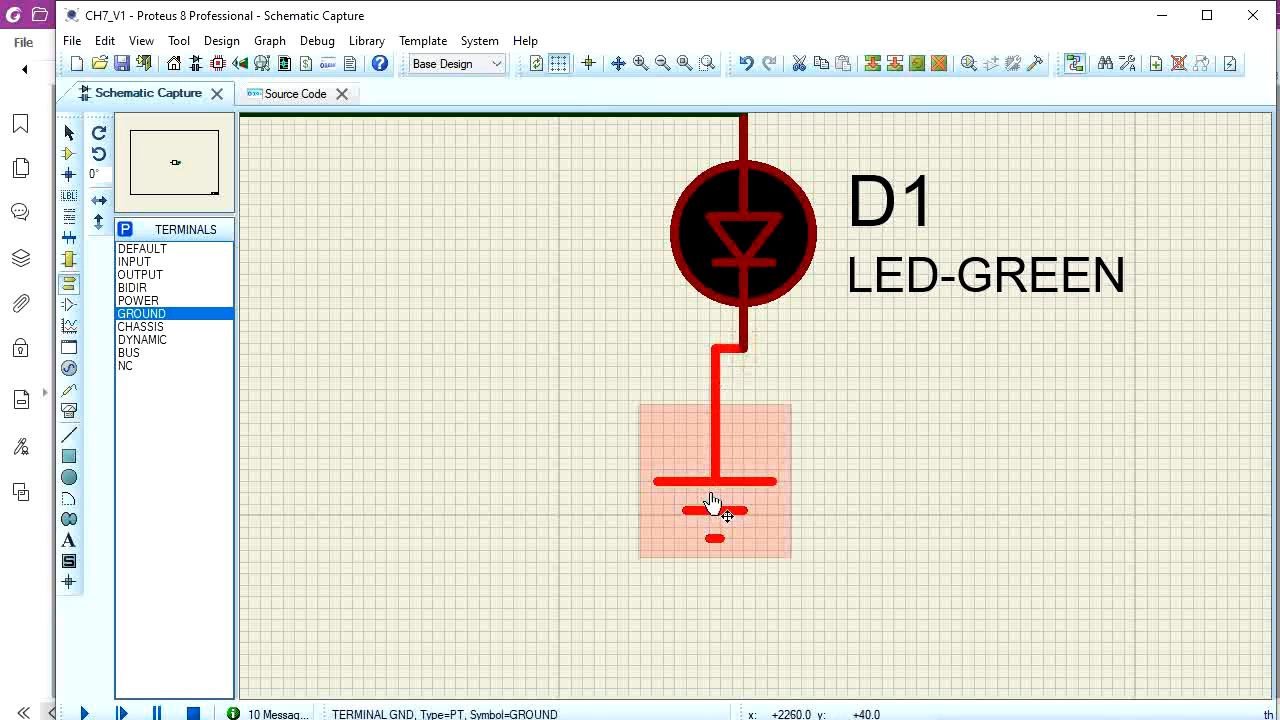 CH7_V1 - Proteus 8 Professional - Schematic Capture
File
File Edit View Tool Design Graph Debug Library Template System Help
Base Design
Schematic Capture
Source Code
0°
LBL
P TERMINALS
DEFAULT
INPUT
OUTPUT
BIDIR
POWER
GROUND
CHASSIS
DYNAMIC
BUS
NC
A
S
D1
LED-GREEN
10 Messag...
TERMINAL GND, Type=PT, Symbol=GROUND
x: +2260.0 y: +40.0 th